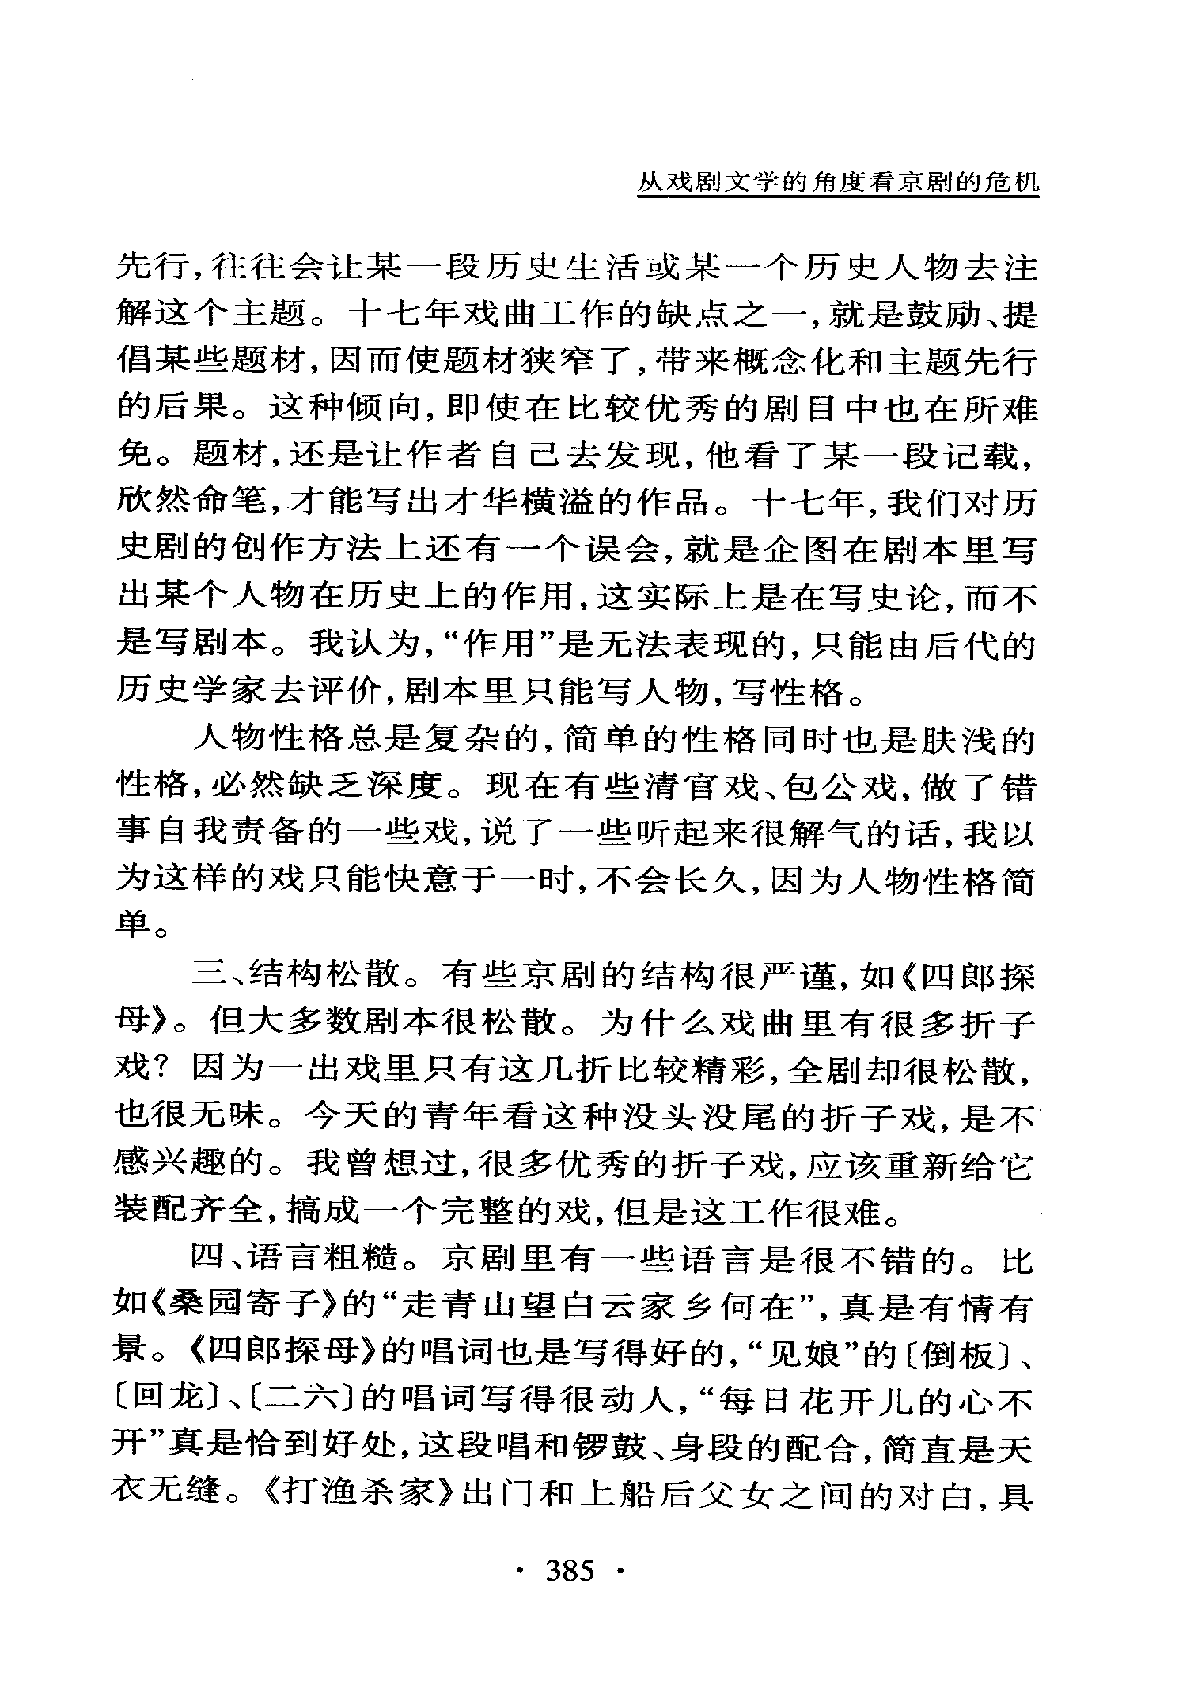 从戏剧文学的角度看京剧的危机
先行,往往会让某一段历史生活或某一个历史人物去注
解这个主题。十七年戏曲工作的缺点之一,就是鼓励、提
倡某些题材,因而使题材狭窄了,带来概念化和主题先行
的后果。这种倾向,即使在比较优秀的剧目中也在所难
免。题材,还是让作者自己去发现,他看了某一段记载,
欣然命笔,才能写出才华横溢的作品。十七年,我们对历
史剧的创作方法上还有一个误会,就是企图在剧本里写
出某个人物在历史上的作用,这实际上是在写史论,而不
是写剧本。我认为,“作用”是无法表现的,只能由后代的
历史学家去评价,剧本里只能写人物,写性格。
人物性格总是复杂的,简单的性格同时也是肤浅的
性格,必然缺乏深度。现在有些清官戏、包公戏,做了错
事自我责备的一些戏,说了一些听起来很解气的话,我以
为这样的戏只能快意于一时,不会长久,因为人物性格简
单。
三、结构松散。有些京剧的结构很严谨,如《四郎探
母》。但大多数剧本很松散。为什么戏曲里有很多折子
戏?因为一出戏里只有这几折比较精彩,全剧却很松散,
也很无味。今天的青年看这种没头没尾的折子戏,是不
感兴趣的。我曾想过,很多优秀的折子戏,应该重新给它
装配齐全,搞成一个完整的戏,但是这工作很难。
四、语言粗糙。京剧里有一些语言是很不错的。比
如《桑园寄子》的“走青山望白云家乡何在”,真是有情有
景。《四郎探母》的唱词也是写得好的,“见娘”的〔倒板〕、
〔回龙〕、〔二六〕的唱词写得很动人,“每日花开儿的心不
开”真是恰到好处,这段唱和锣鼓、身段的配合,简直是天
衣无缝。《打渔杀家》出门和上船后父女之间的对白,具
· 385 ·